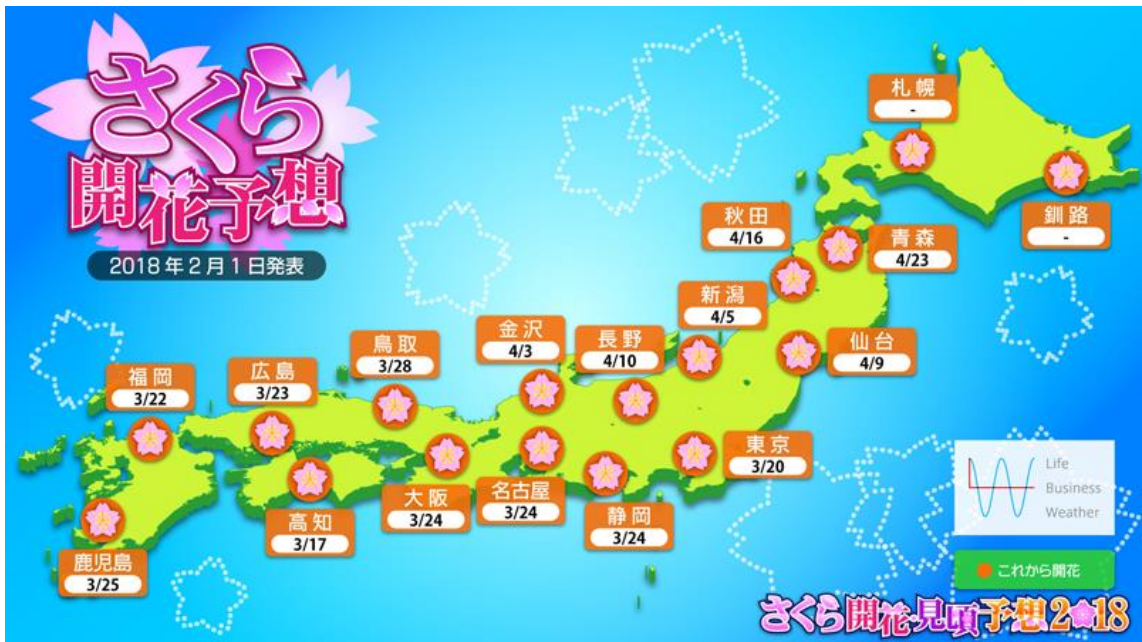 さくら
開花予想
2018年2月1日発表
札幌
-
釧路
-
秋田
4/16
青森
4/23
新潟
4/5
仙台
4/9
金沢
4/3
長野
4/10
鳥取
3/28
広島
3/23
福岡
3/22
東京
3/20
大阪
3/24
名古屋
3/24
静岡
3/24
高知
3/17
鹿児島
3/25
Life
Business
Weather
これから開花
さくら開花・見頃予想2018